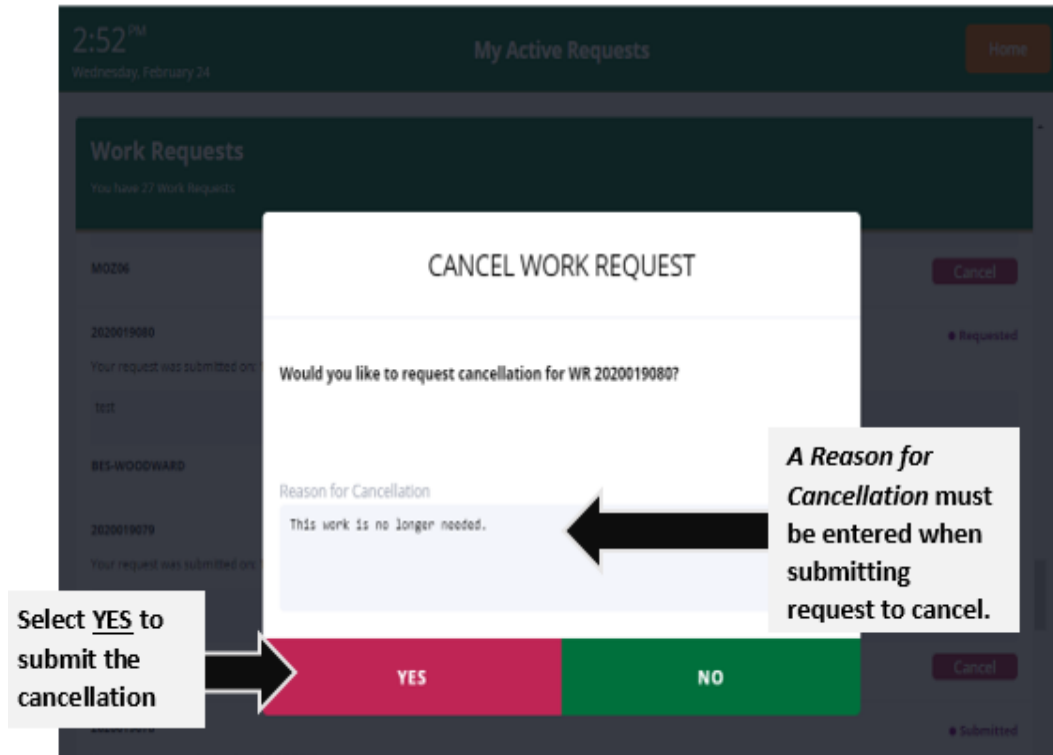 2:52 PM
Wednesday, February 24
My Active Requests
Home
Work Requests
You have 27 Work Requests
MOZ06
Cancel
2020019080
Requested
Your request was submitted on:
test
BES-WOODWARD
2020019079
Your request was submitted on:
CANCEL WORK REQUEST
Would you like to request cancellation for WR 2020019080?
Reason for Cancellation
This work is no longer needed.
YES
NO
A Reason for
Cancellation must
be entered when
submitting
request to cancel.
Select YES to
submit the
cancellation
Cancel
Submitted